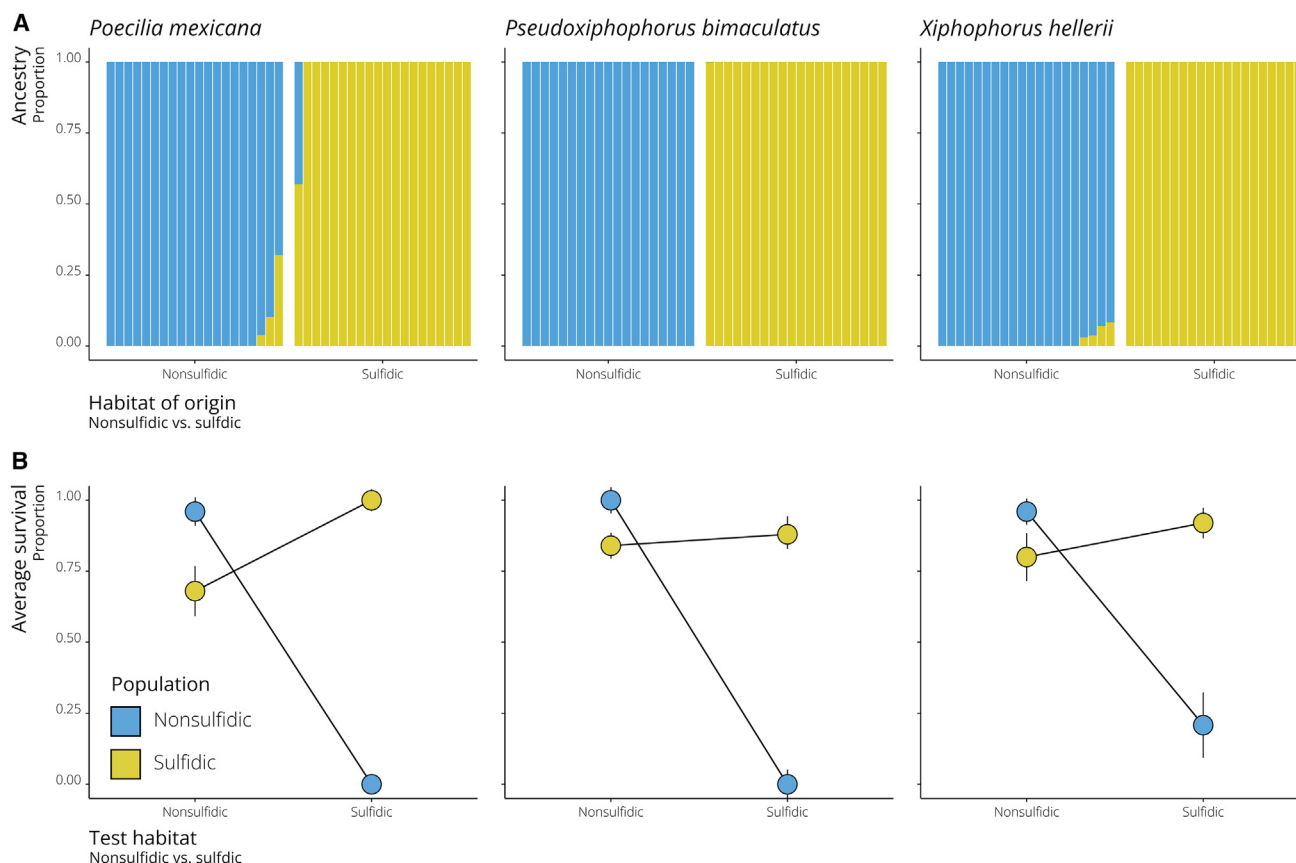 A
Poecilia mexicana
Pseudoxiphophorus bimaculatus
Xiphophorus hellerii
Ancestry
Proportion
1.00
0.75
0.50
0.25
0.00
Nonsulfidic
Sulfidic
Nonsulfidic
Sulfidic
Nonsulfidic
Sulfidic
Habitat of origin
Nonsulfidic vs. sulfdic
B
Average survival
Proportion
1.00
0.75
0.50
0.25
0.00
Population
Nonsulfidic
Sulfidic
Nonsulfidic
Sulfidic
Nonsulfidic
Sulfidic
Nonsulfidic
Sulfidic
Test habitat
Nonsulfidic vs. sulfdic